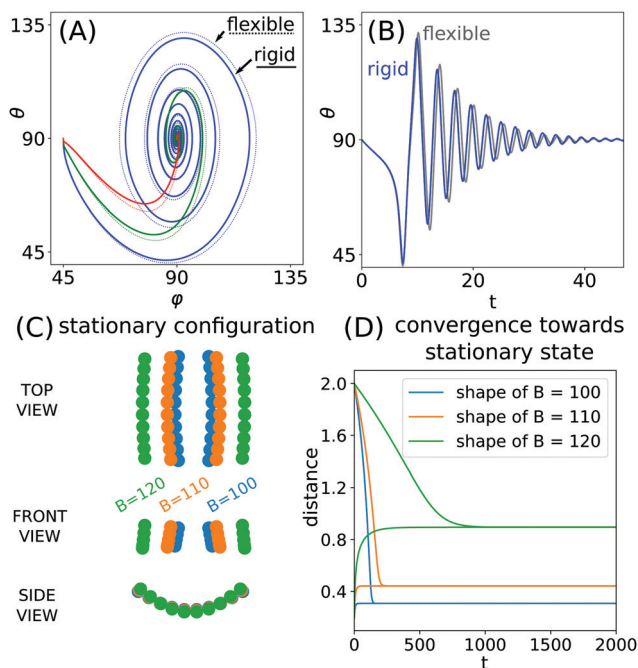 (A)
flexible
rigid
135
90
45
θ
45
90
135
φ
(B)
flexible
rigid
135
90
45
θ
0
20
40
t
(C) stationary configuration
TOP
VIEW
B=120
B=110
B=100
FRONT
VIEW
SIDE
VIEW
(D) convergence towards
stationary state
shape of B = 100
shape of B = 110
shape of B = 120
2.0
1.6
1.2
0.8
0.4
distance
0
500
1000
1500
2000
t